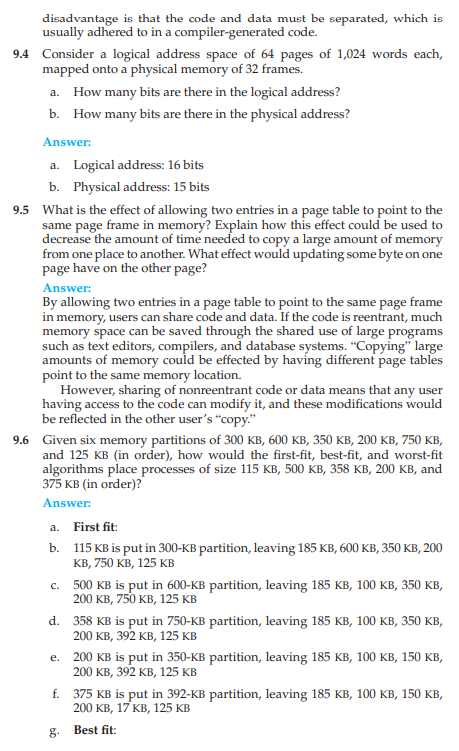 disadvantage is that the code and data must be separated, which is
usually adhered to in a compiler-generated code.
9.4 Consider a logical address space of 64 pages of 1,024 words each,
mapped onto a physical memory of 32 frames.
a. How many bits are there in the logical address?
b. How many bits are there in the physical address?
Answer:
a. Logical address: 16 bits
b. Physical address: 15 bits
9.5 What is the effect of allowing two entries in a page table to point to the
same page frame in memory? Explain how this effect could be used to
decrease the amount of time needed to copy a large amount of memory
from one place to another. What effect would updating some byte on one
page have on the other page?
Answer:
By allowing two entries in a page table to point to the same page frame
in memory, users can share code and data. If the code is reentrant, much
memory space can be saved through the shared use of large programs
such as text editors, compilers, and database systems. “Copying” large
amounts of memory could be effected by having different page tables
point to the same memory location.
However, sharing of nonreentrant code or data means that any user
having access to the code can modify it, and these modifications would
be reflected in the other user’s “copy.”
9.6 Given six memory partitions of 300 KB, 600 KB, 350 KB, 200 KB, 750 KB,
and 125 KB (in order), how would the first-fit, best-fit, and worst-fit
algorithms place processes of size 115 KB, 500 KB, 358 KB, 200 KB, and
375 KB (in order)?
Answer:
a. First fit:
b. 115 KB is put in 300-KB partition, leaving 185 KB, 600 KB, 350 KB, 200
KB, 750 KB, 125 KB
c. 500 KB is put in 600-KB partition, leaving 185 KB, 100 KB, 350 KB,
200 KB, 750 KB, 125 KB
d. 358 KB is put in 750-KB partition, leaving 185 KB, 100 KB, 350 KB,
200 KB, 392 KB, 125 KB
e. 200 KB is put in 350-KB partition, leaving 185 KB, 100 KB, 150 KB,
200 KB, 392 KB, 125 KB
f. 375 KB is put in 392-KB partition, leaving 185 KB, 100 KB, 150 KB,
200 KB, 17 KB, 125 KB
g. Best fit: